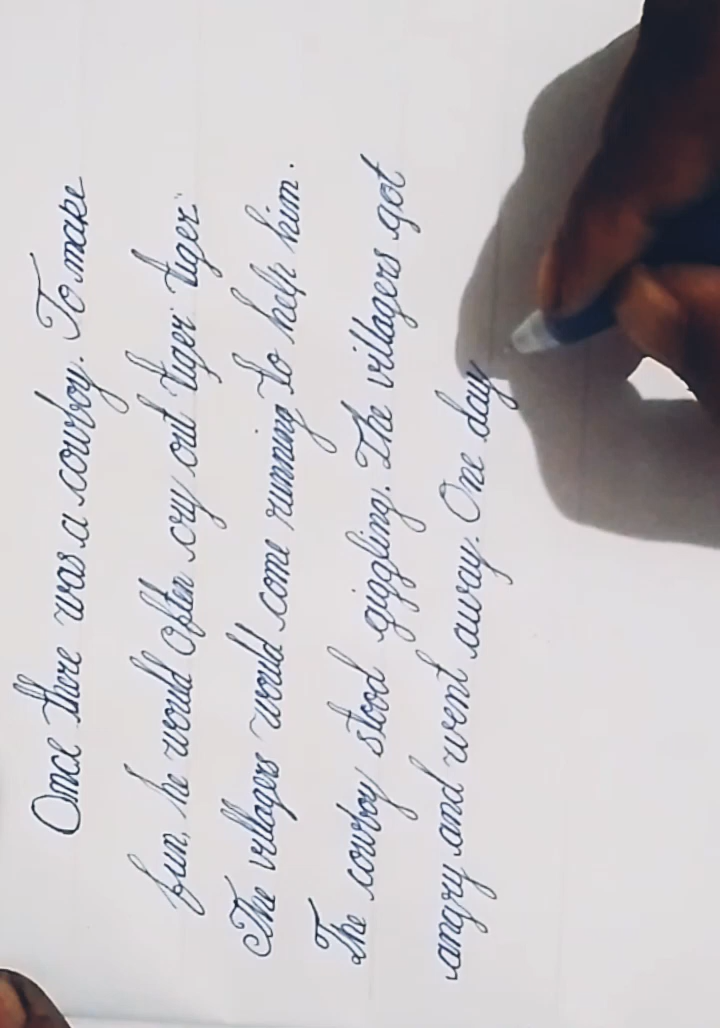 Once there was a cowboy. To make
fun, he would often cry out tiger tiger
The villagers would come running to help him.
The cowboy stood giggling. The villagers got
angry and went away. One day